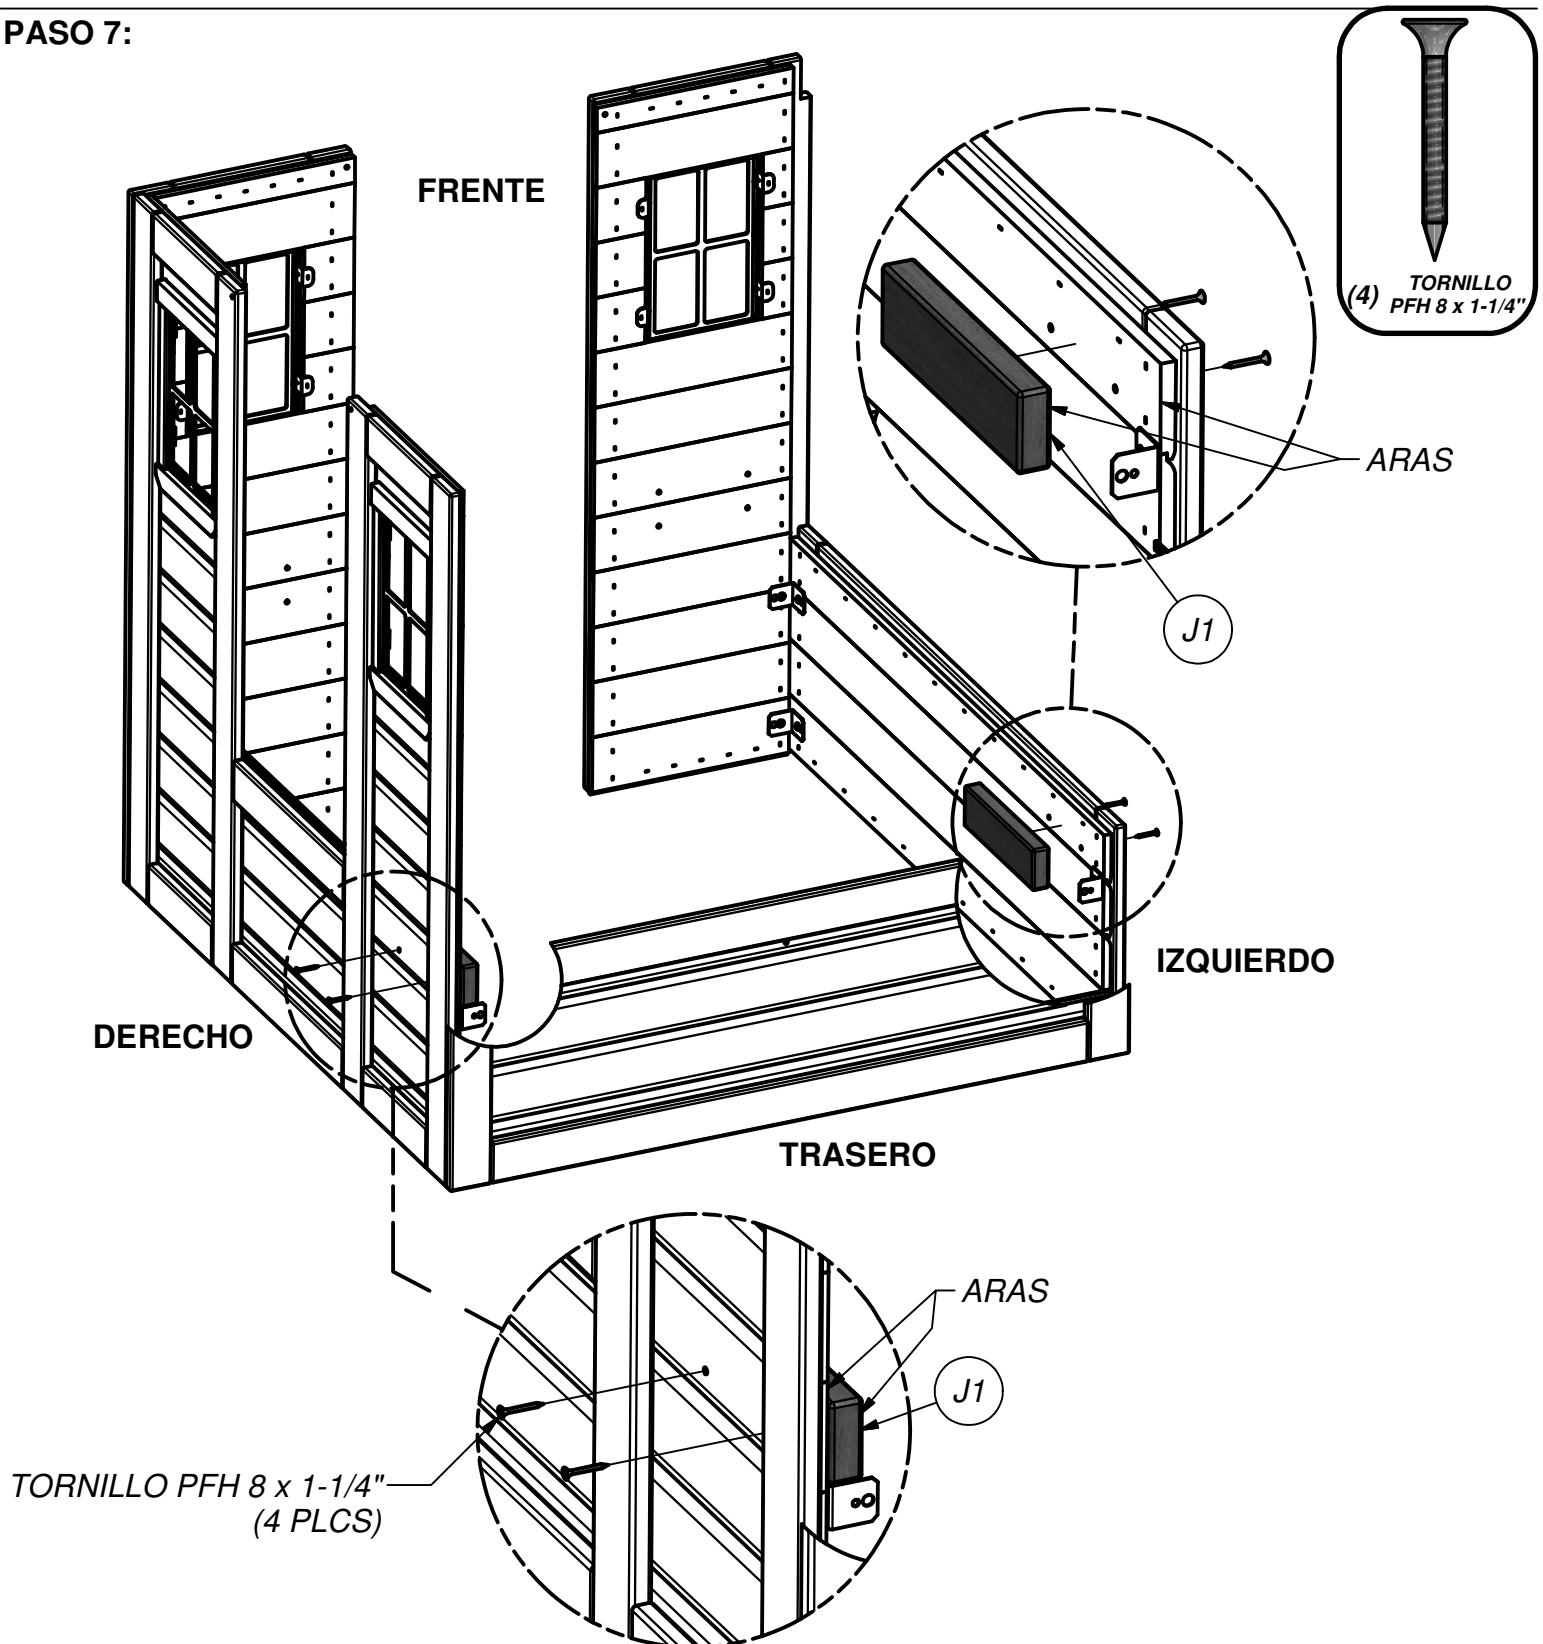 PASO 7:
FRENTE
(4) TORNILLO
PFH 8 x 1-1/4"
ARAS
J1
IZQUIERDO
DERECHO
TRASERO
ARAS
J1
TORNILLO PFH 8 x 1-1/4"
(4 PLCS)